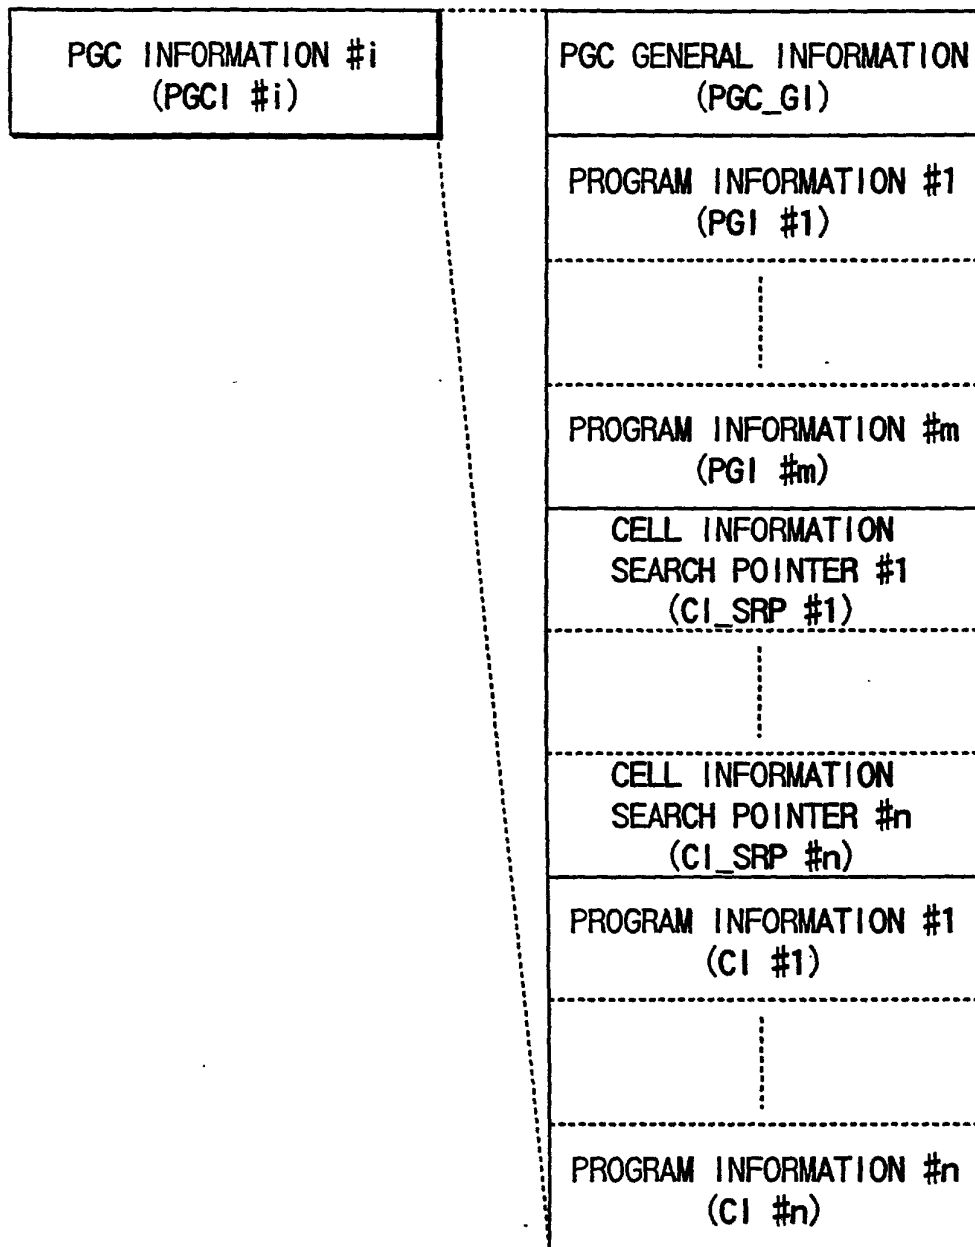 PGC INFORMATION #i
(PGCI #i)
PGC GENERAL INFORMATION
(PGC_GI)
PROGRAM INFORMATION #1
(PGI #1)
PROGRAM INFORMATION #m
(PGI #m)
CELL INFORMATION
SEARCH POINTER #1
(CI_SRP #1)
CELL INFORMATION
SEARCH POINTER #n
(CI_SRP #n)
PROGRAM INFORMATION #1
(CI #1)
PROGRAM INFORMATION #n
(CI #n)